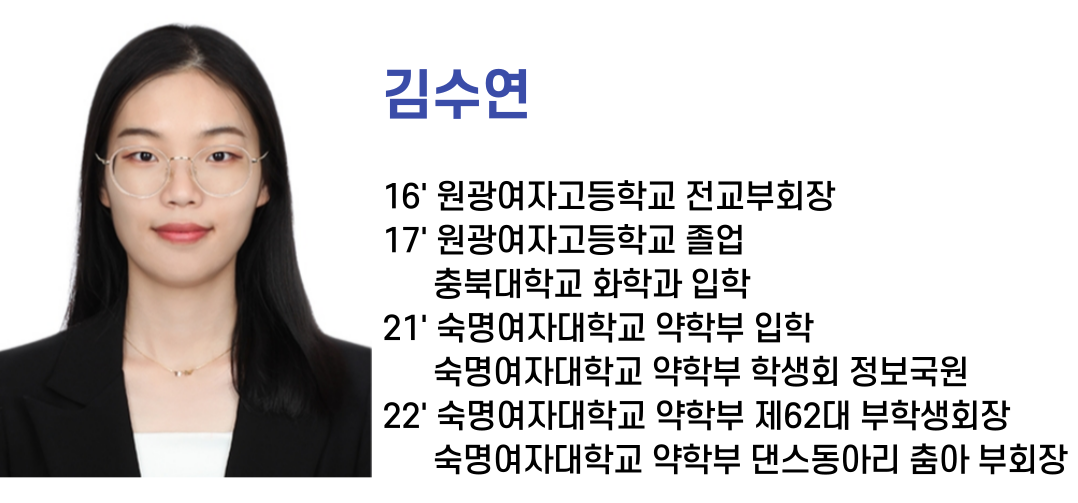 김수연
16' 원광여자고등학교 전교부회장
17' 원광여자고등학교 졸업
충북대학교 화학과 입학
21' 숙명여자대학교 약학부 입학
숙명여자대학교 약학부 학생회 정보국원
22' 숙명여자대학교 약학부 제62대 부학생회장
숙명여자대학교 약학부 댄스동아리 춤아 부회장